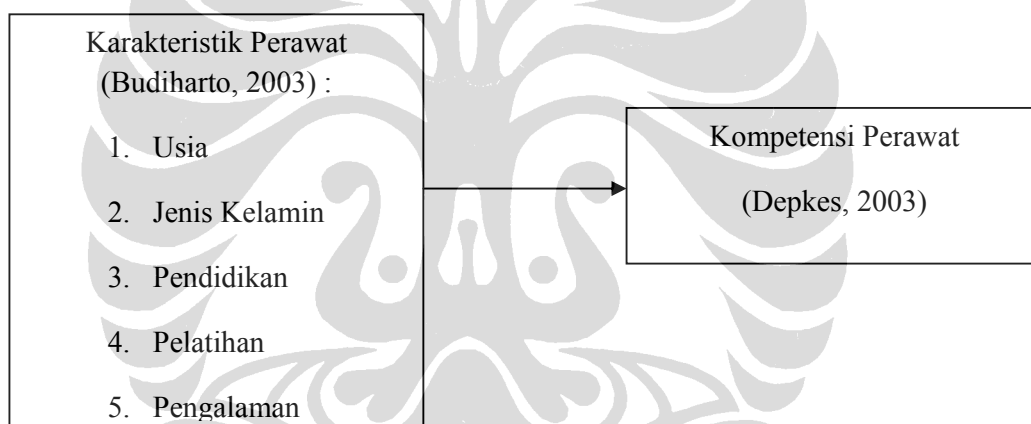 Karakteristik Perawat
(Budiharto, 2003) :
1. Usia
2. Jenis Kelamin
3. Pendidikan
4. Pelatihan
5. Pengalaman
Kompetensi Perawat
(Depkes, 2003)